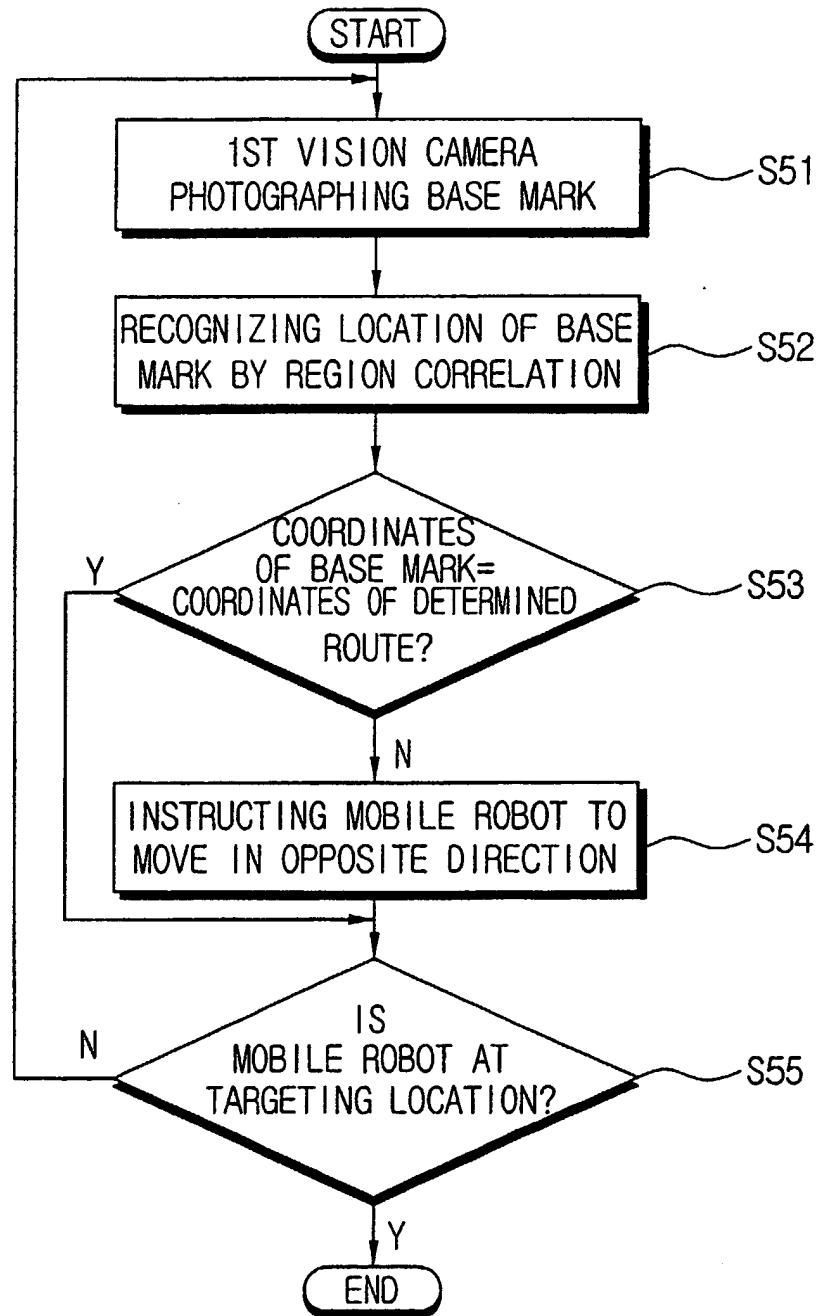 START
1ST VISION CAMERA
PHOTOGRAPHING BASE MARK
S51
RECOGNIZING LOCATION OF BASE
MARK BY REGION CORRELATION
S52
COORDINATES
OF BASE MARK=
COORDINATES OF DETERMINED
ROUTE?
S53
Y
N
INSTRUCTING MOBILE ROBOT TO
MOVE IN OPPOSITE DIRECTION
S54
IS
MOBILE ROBOT AT
TARGETING LOCATION?
S55
N
Y
END